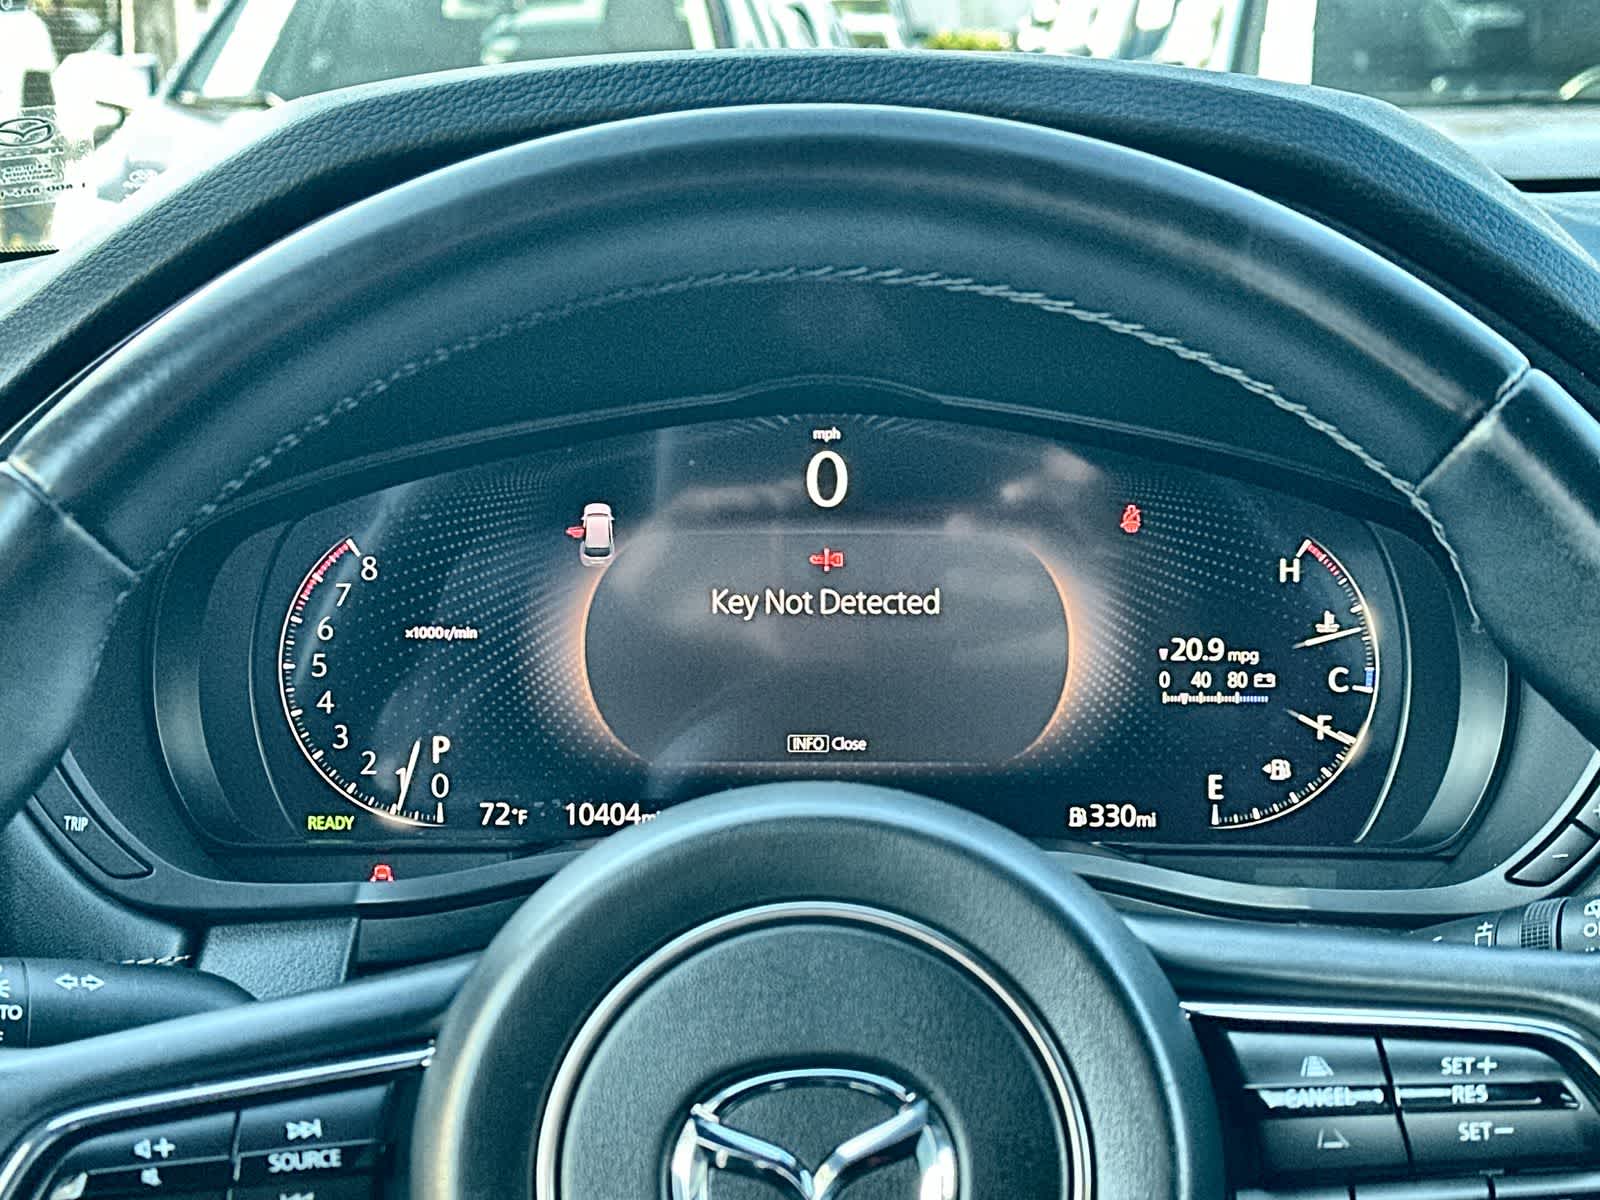 mph
0
Key Not Detected
INFO Close
8
7
6
5
4
3
2
1
0
x1000r/min
P
READY
72°F
10404mi
H
C
20.9 mpg
0 40 80
F
E
330mi
TRIP
SOURCE
CANCEL
SET+
RES
SET−